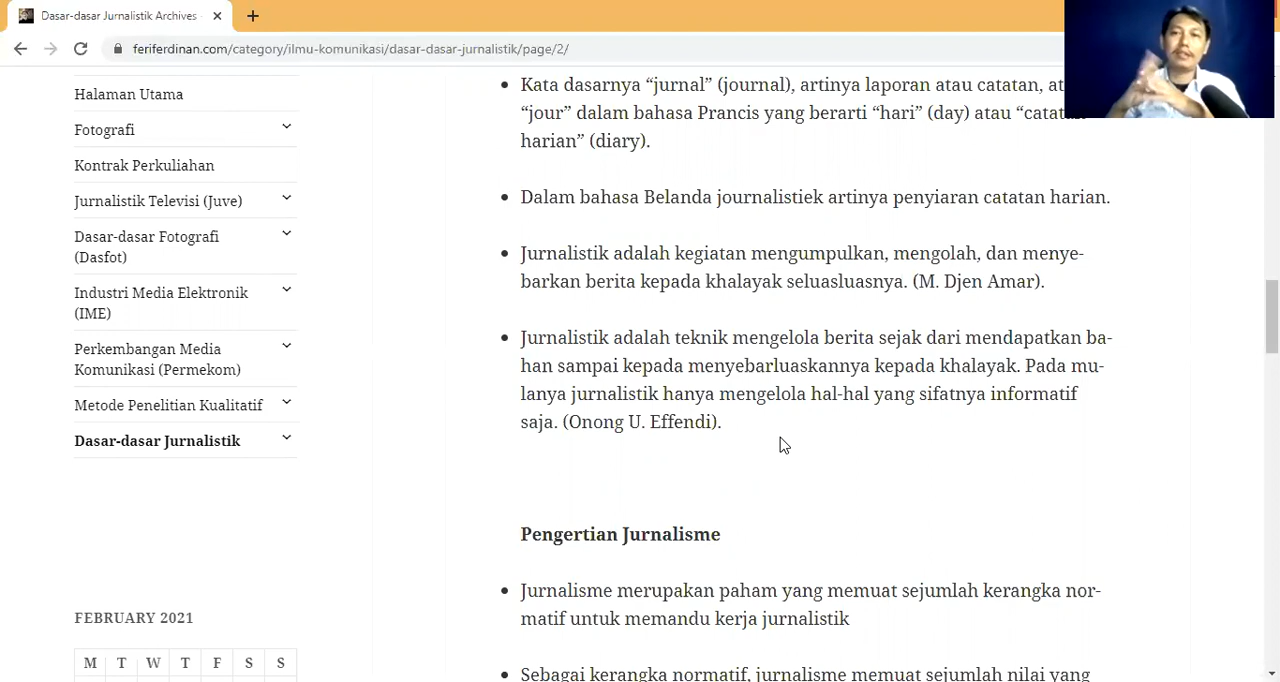 Dasar-dasar Jurnalistik Archives
feriferdinan.com/category/ilmu-komunikasi/dasar-dasar-jurnalistik/page/2/
Halaman Utama
Fotografi
Kontrak Perkuliahan
Jurnalistik Televisi (Juve)
Dasar-dasar Fotografi
(Dasfot)
Industri Media Elektronik
(IME)
Perkembangan Media
Komunikasi (Permekom)
Metode Penelitian Kualitatif
Dasar-dasar Jurnalistik
FEBRUARY 2021
M T W T F S S
Kata dasarnya “jurnal” (journal), artinya laporan atau catatan,
“jour” dalam bahasa Prancis yang berarti “hari” (day) atau
harian” (diary).
Dalam bahasa Belanda journalistiek artinya penyiaran catatan harian.
Jurnalistik adalah kegiatan mengumpulkan, mengolah, dan menye-
barkan berita kepada khalayak seluasluasnya. (M. Djen Amar).
Jurnalistik adalah teknik mengelola berita sejak dari mendapatkan ba-
han sampai kepada menyebarluaskannya kepada khalayak. Pada mu-
lanya jurnalistik hanya mengelola hal-hal yang sifatnya informatif
saja. (Onong U. Effendi).
Pengertian Jurnalisme
Jurnalisme merupakan paham yang memuat sejumlah kerangka nor-
matif untuk memandu kerja jurnalistik
Sebagai kerangka normatif, jurnalisme memuat sejumlah nilai yang